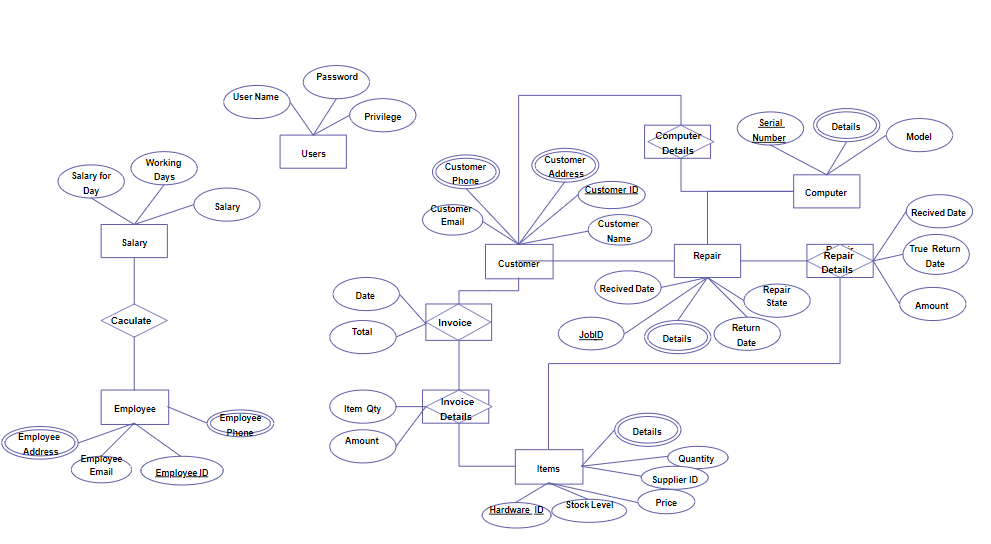 Password
User Name
Privilege
Users
Computer
Details
Serial
Number
Details
Model
Computer
Working
Days
Salary for
Day
Salary
Salary
Customer
Phone
Customer
Address
Customer ID
Customer
Email
Customer
Name
Customer
Repair
Repair
Details
Recived Date
True Return
Date
Amount
Recived Date
Repair
State
JobID
Details
Return
Date
Date
Total
Invoice
Caculate
Item Qty
Amount
Invoice
Details
Employee
Employee
Phone
Employee
Address
Employee
Email
Employee ID
Items
Details
Quantity
Supplier ID
Price
Stock Level
Hardware ID